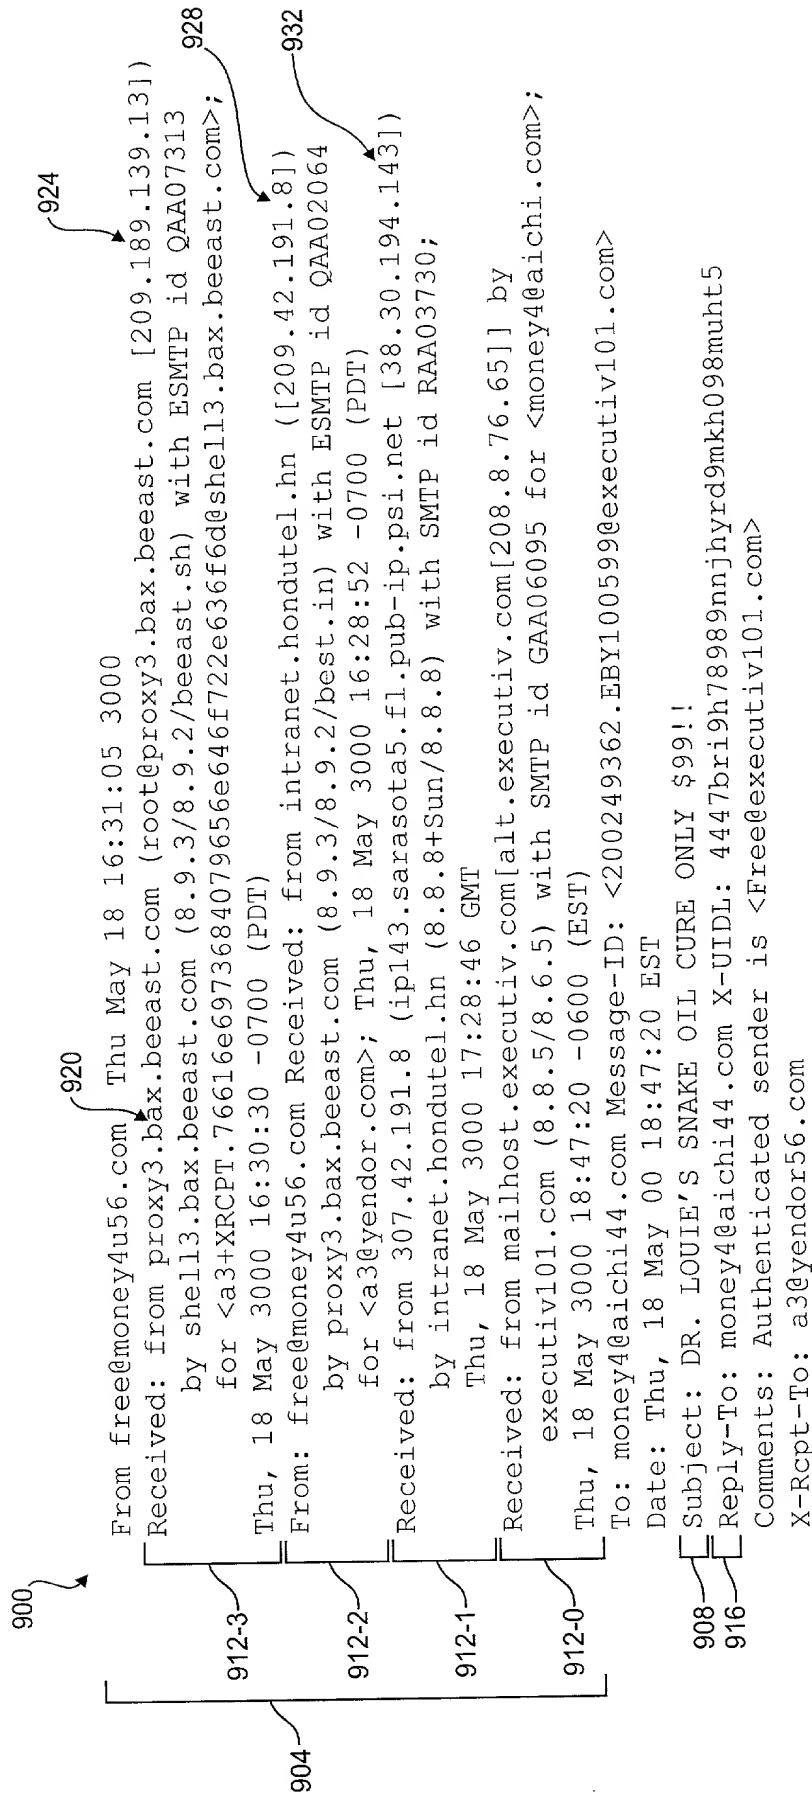 900
904
912-3
912-2
912-1
912-0
908
916
920
924
928
932
From free@money4u56.com Thu May 18 16:31:05 3000
Received: from proxy3.bax.beeast.com (root@proxy3.bax.beeast.com [209.189.139.13])
by shell3.bax.beeast.com (8.9.3/8.9.2/beeast.sh) with ESMTP id QAA07313
for <a3+XRCPT.76616e6973684079656e646f722e636f6d@shell3.bax.beeast.com>;
Thu, 18 May 3000 16:30:30 -0700 (PDT)
From: free@money4u56.com Received: from intranet.hondutel.hn ([209.42.191.8])
by proxy3.bax.beeast.com (8.9.3/8.9.2/best.in) with ESMTP id QAA02064
for <a3@yendor.com>; Thu, 18 May 3000 16:28:52 -0700 (PDT)
Received: from 307.42.191.8 (ip143.sarasota5.fl.pub-ip.psi.net [38.30.194.143])
by intranet.hondutel.hn (8.8.8+Sun/8.8.8) with SMTP id RAA03730;
Thu, 18 May 3000 17:28:46 GMT
Received: from mailhost.executiv.com[alt.executiv.com[208.8.76.65]] by
executiv101.com (8.8.5/8.6.5) with SMTP id GAA06095 for <money4@aichi.com>;
Thu, 18 May 3000 18:47:20 -0600 (EST)
To: money4@aichi44.com Message-ID: <200249362.EBY100599@executiv101.com>
Date: Thu, 18 May 00 18:47:20 EST
Subject: DR. LOUIE'S SNAKE OIL CURE ONLY $99!!
Reply-To: money4@aichi44.com X-UIDL: 4447bri9h78989nnjhyrd9mkh098muht5
Comments: Authenticated sender is <Free@executiv101.com>
X-Rcpt-To: a3@yendor56.com